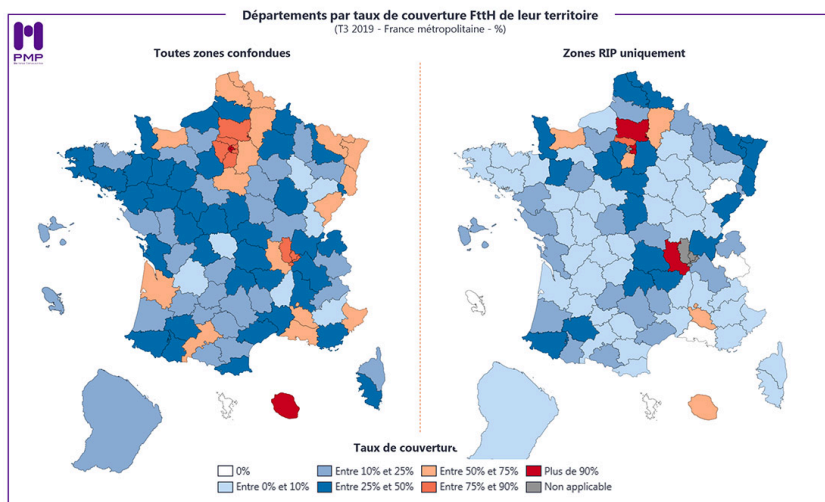 Départements par taux de couverture FttH de leur territoire
(T3 2019 - France métropolitaine - %)
PMP
Toutes zones confondues
Zones RIP uniquement
Taux de couverture
0%
Entre 10% et 25%
Entre 50% et 75%
Plus de 90%
Entre 0% et 10%
Entre 25% et 50%
Entre 75% et 90%
Non applicable